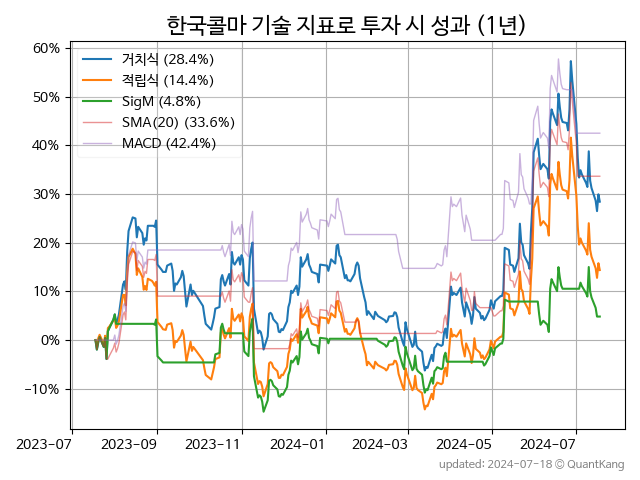 한국콜마 기술 지표로 투자 시 성과 (1년)
60%
50%
40%
30%
20%
10%
0%
−10%
거치식 (28.4%)
적립식 (14.4%)
SigM (4.8%)
SMA(20) (33.6%)
MACD (42.4%)
2023-07
2023-09
2023-11
2024-01
2024-03
2024-05
2024-07
updated: 2024-07-18 © QuantKang